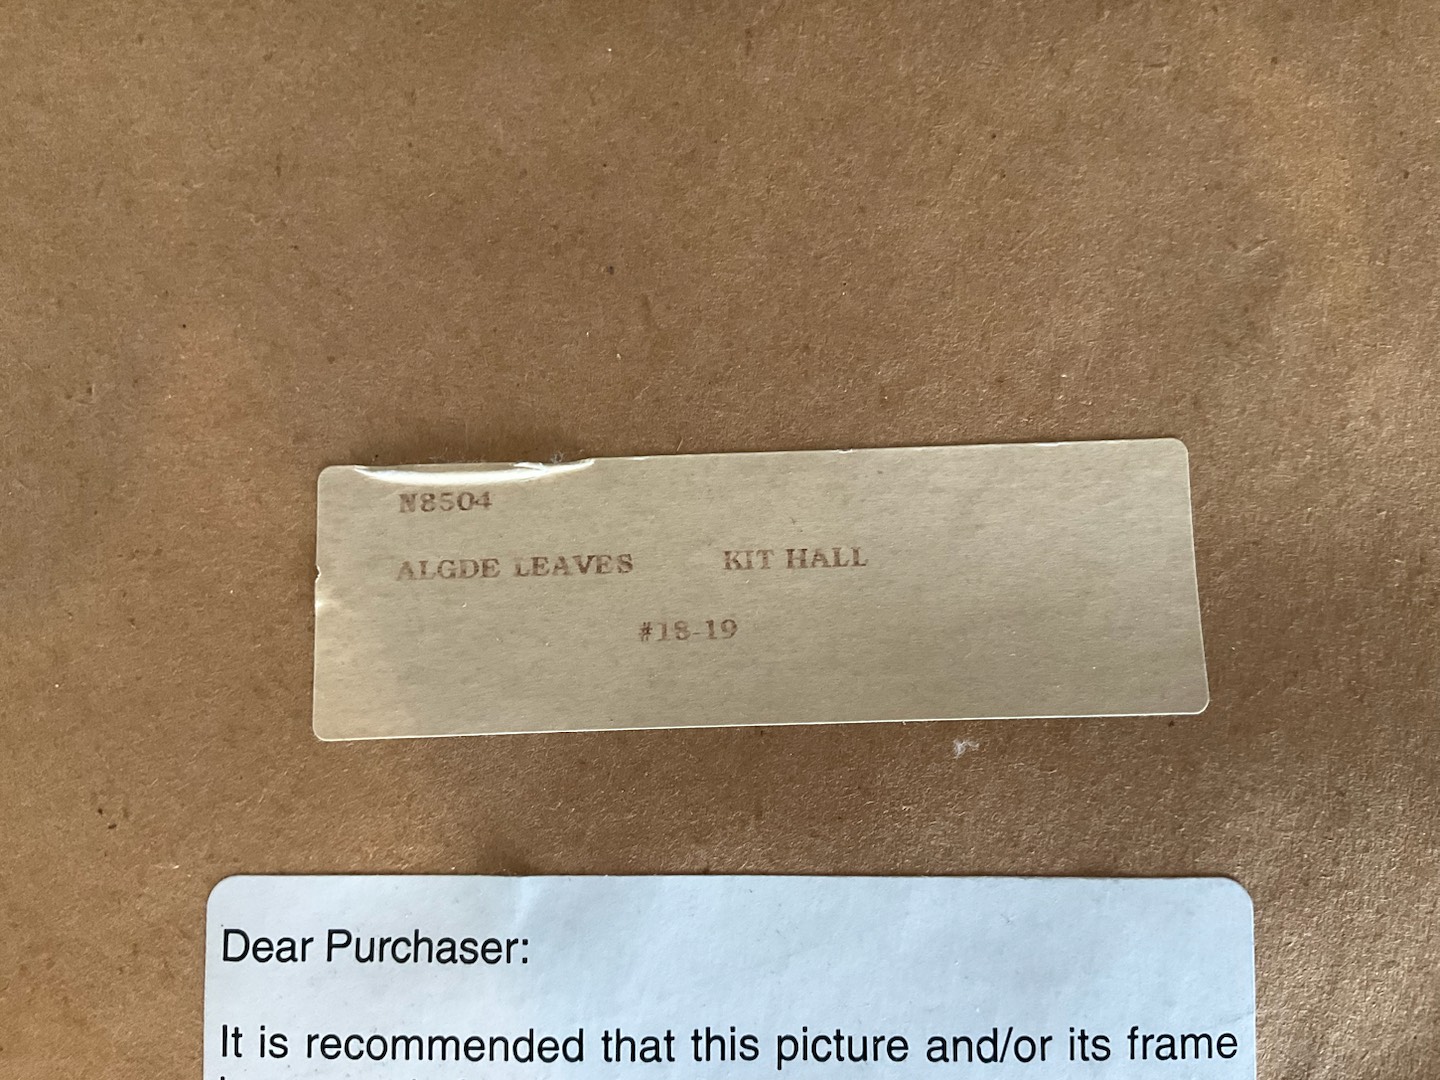 N8504
ALGDE LEAVES KIT HALL
#18-19
Dear Purchaser:
It is recommended that this picture and/or its frame